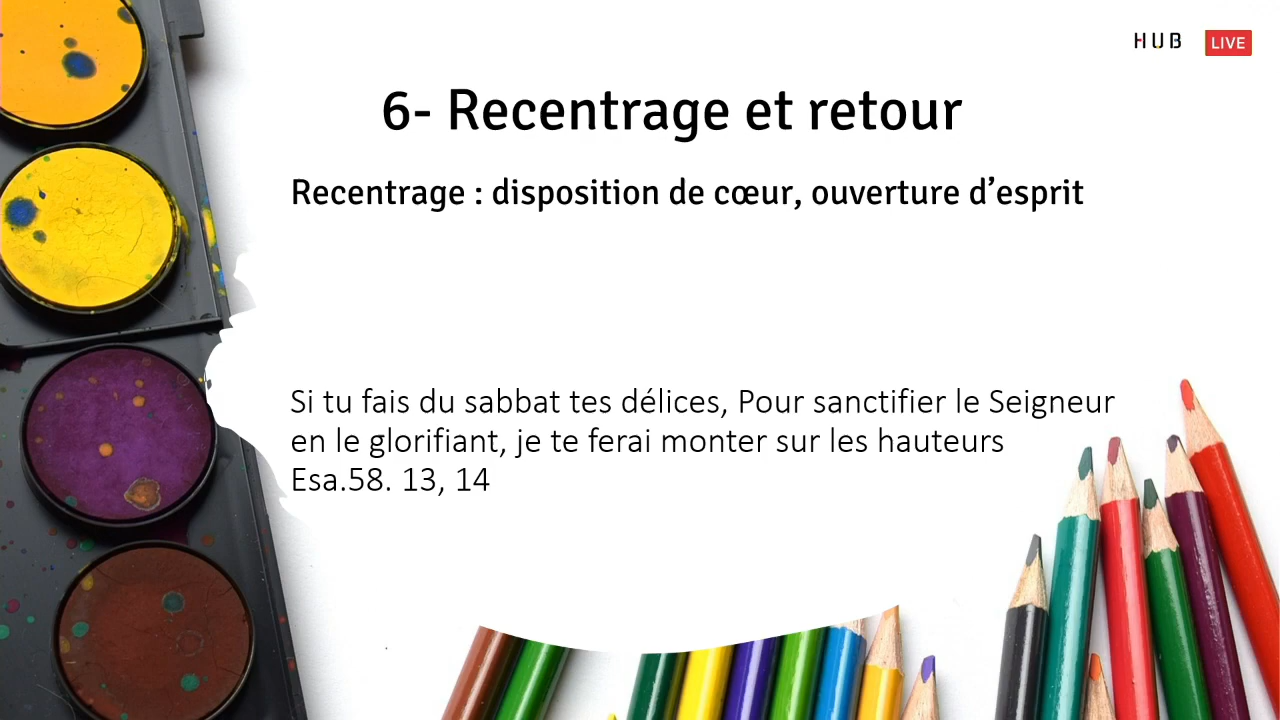 HUB LIVE
6- Recentrage et retour
Recentrage : disposition de cœur, ouverture d’esprit
Si tu fais du sabbat tes délices, Pour sanctifier le Seigneur
en le glorifiant, je te ferai monter sur les hauteurs
Esa.58. 13, 14